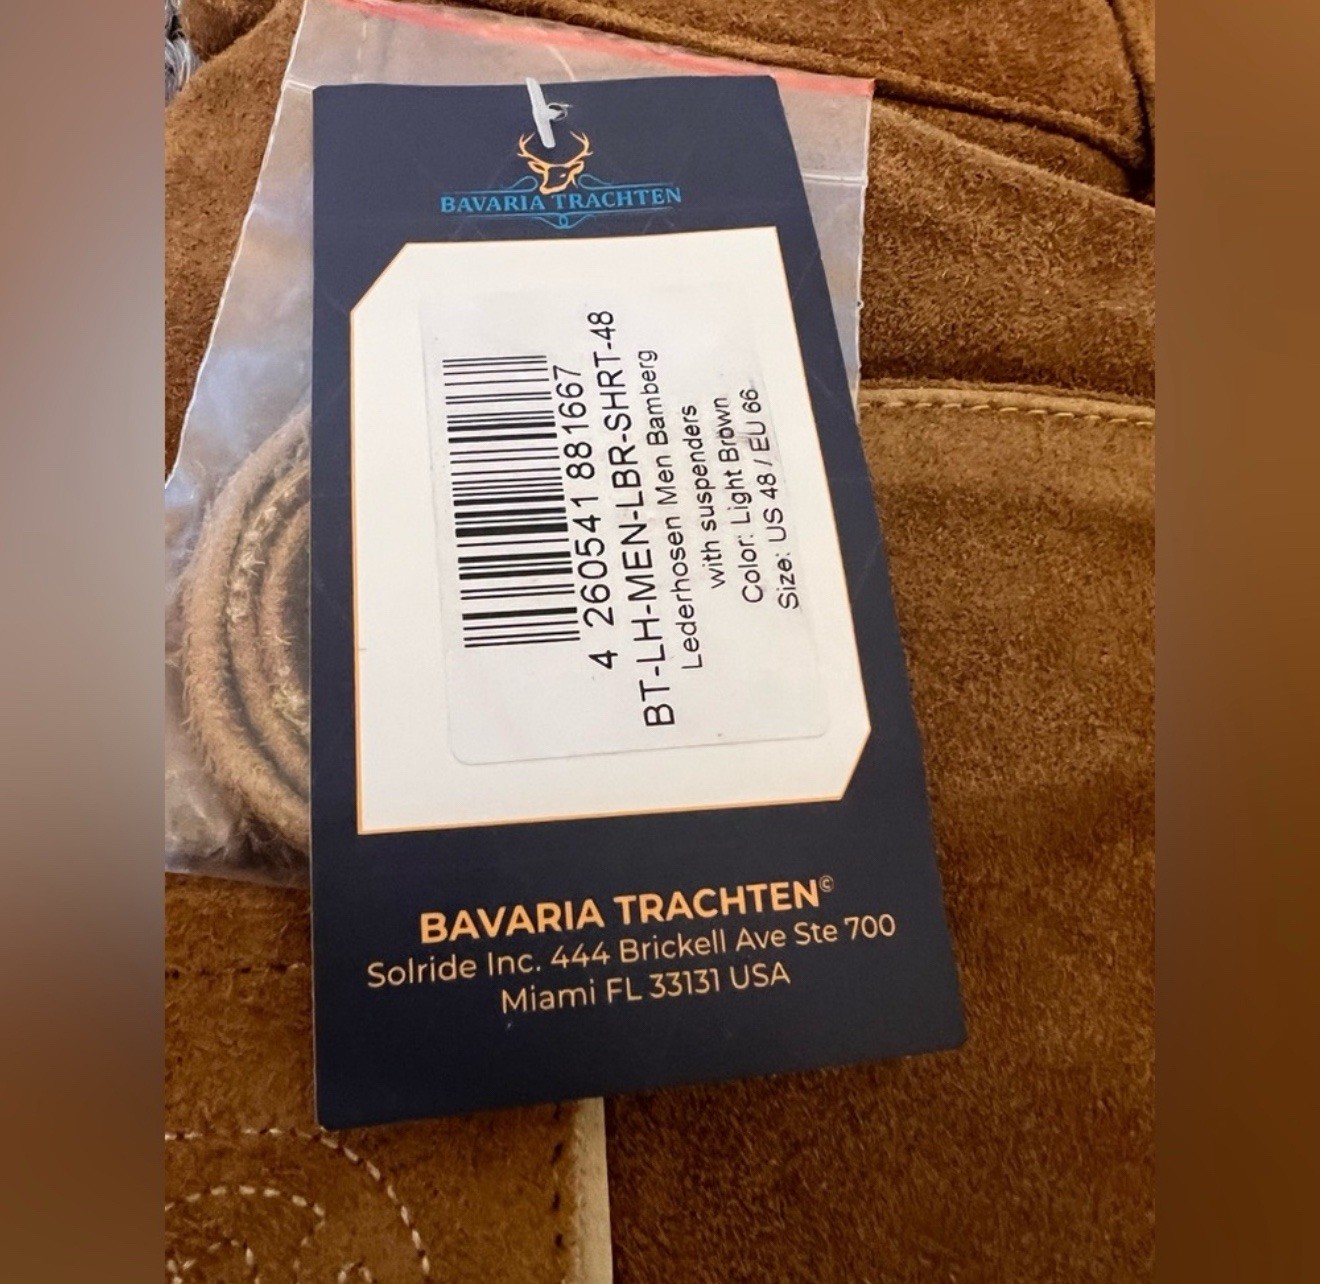 BAVARIA TRACHTEN
4 260541 881667
BT-LH-MEN-LBR-SHRT-48
Lederhosen Men Bamberg
with suspenders
Color: Light Brown
Size: US 48 / EU 66
BAVARIA TRACHTEN©
Solride Inc. 444 Brickell Ave Ste 700
Miami FL 33131 USA